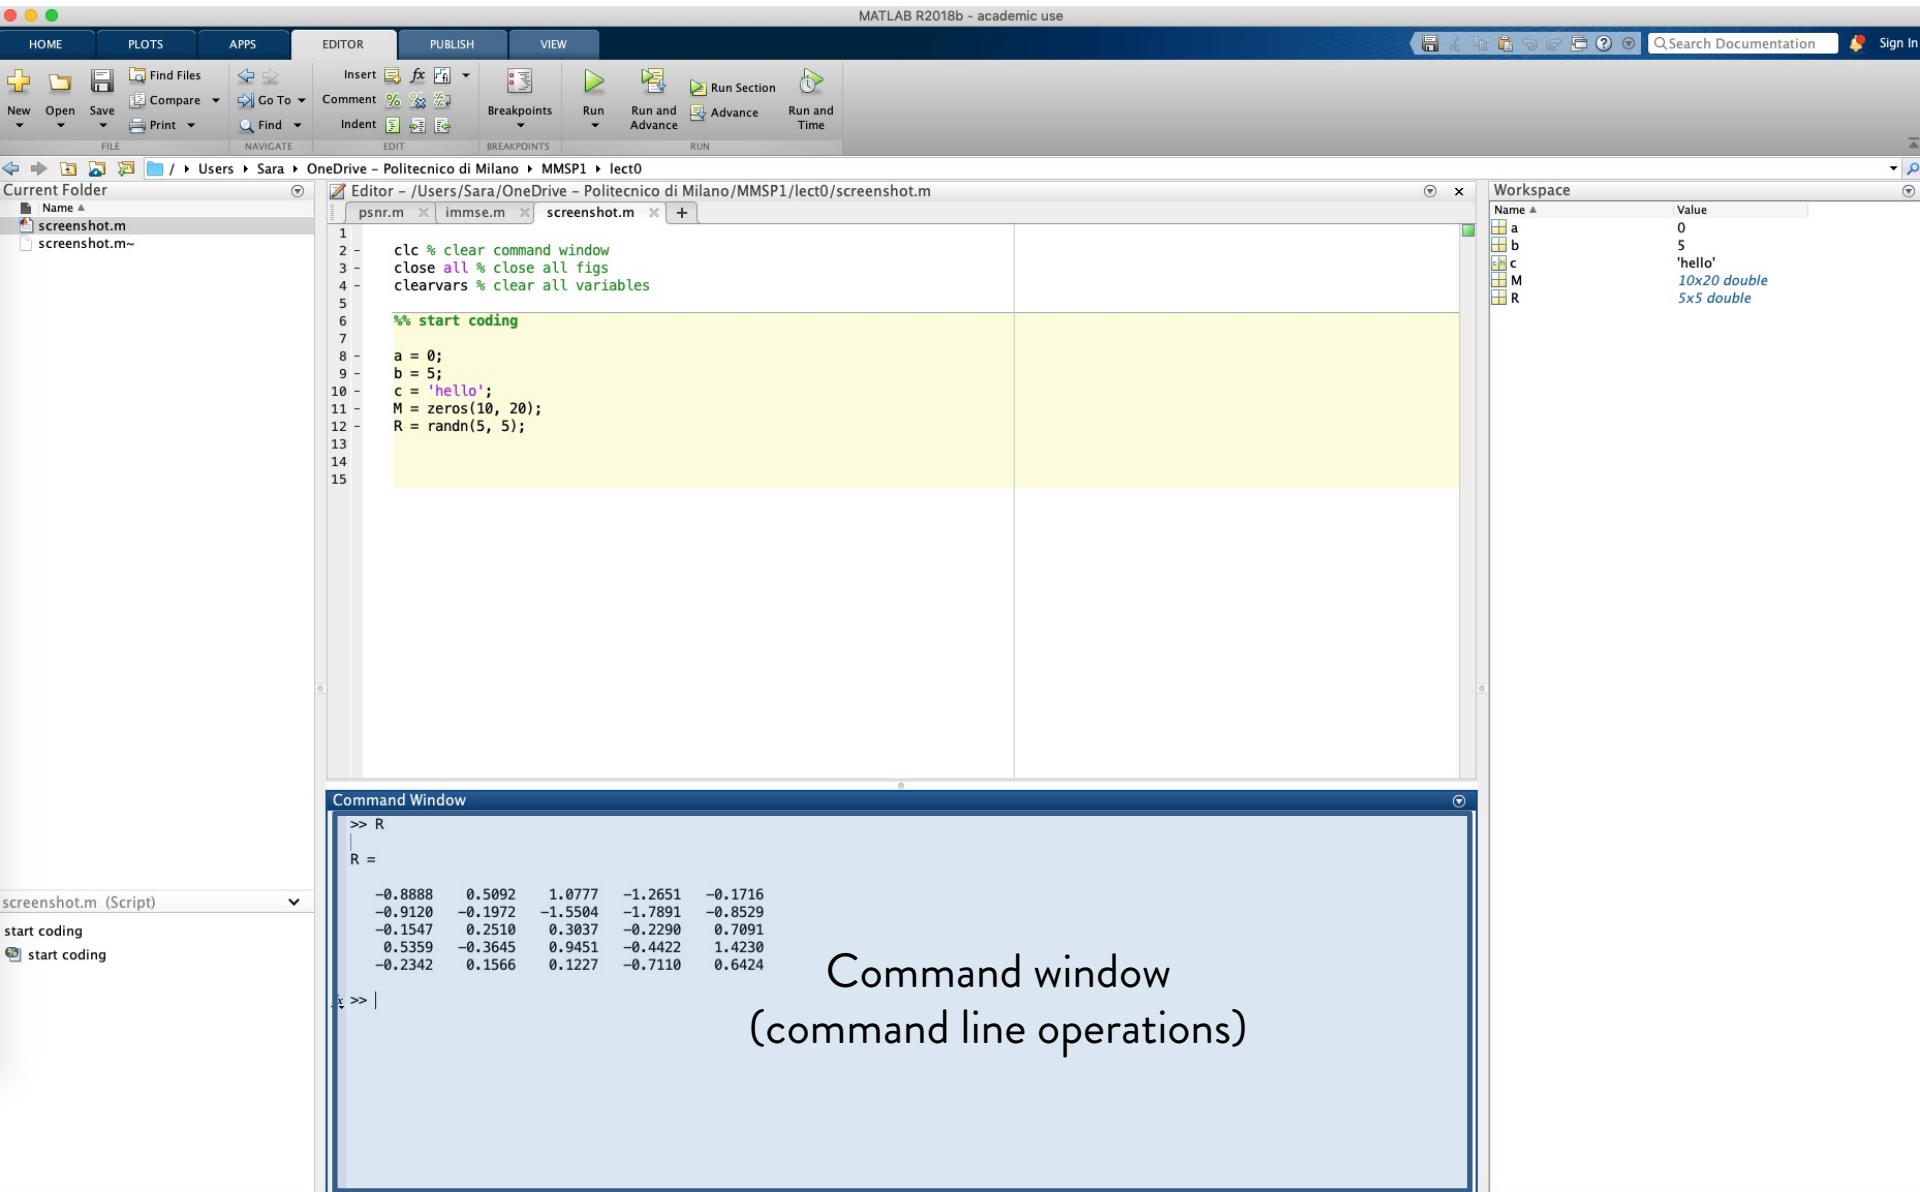 MATLAB R2018b - academic use
HOME PLOTS APPS EDITOR PUBLISH VIEW Search Documentation Sign In
New Open Save Find Files Compare Print
Go To Find
Insert fx Comment Indent
Breakpoints
Run Run and Advance Run Section Advance Run and Time
FILE NAVIGATE EDIT BREAKPOINTS RUN
/ Users Sara OneDrive – Politecnico di Milano MMSP1 lect0
Current Folder
Name
screenshot.m
screenshot.m~
Editor – /Users/Sara/OneDrive – Politecnico di Milano/MMSP1/lect0/screenshot.m
psnr.m immse.m screenshot.m +
1
2 – clc % clear command window
3 – close all % close all figs
4 – clearvars % clear all variables
5
6 %% start coding
7
8 – a = 0;
9 – b = 5;
10 – c = 'hello';
11 – M = zeros(10, 20);
12 – R = randn(5, 5);
13
14
15
Workspace
Name Value
a 0
b 5
c 'hello'
M 10x20 double
R 5x5 double
Command Window
>> R
R =
-0.8888 0.5092 1.0777 -1.2651 -0.1716
-0.9120 -0.1972 -1.5504 -1.7891 -0.8529
-0.1547 0.2510 0.3037 -0.2290 0.7091
0.5359 -0.3645 0.9451 -0.4422 1.4230
-0.2342 0.1566 0.1227 -0.7110 0.6424
>>
Command window
(command line operations)
screenshot.m (Script)
start coding
start coding